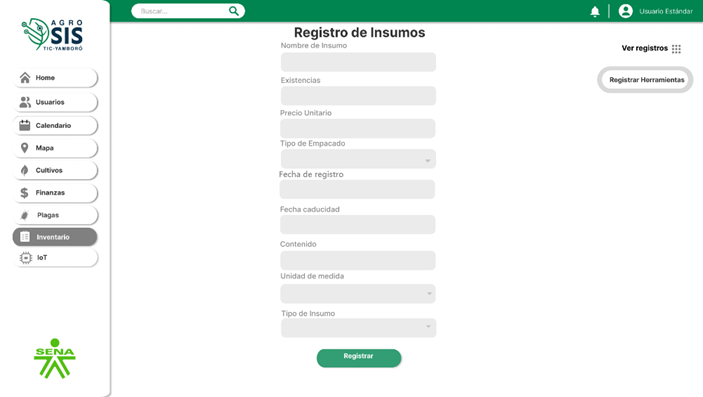 AGRO
SIS
TIC-YAMBORÓ
Home
Usuarios
Calendario
Mapa
Cultivos
Finanzas
Plagas
Inventario
IoT
SENA
Buscar...
Usuario Estándar
Registro de Insumos
Nombre de Insumo
Existencias
Precio Unitario
Tipo de Empacado
Fecha de registro
Fecha caducidad
Contenido
Unidad de medida
Tipo de Insumo
Registrar
Ver registros
Registrar Herramientas